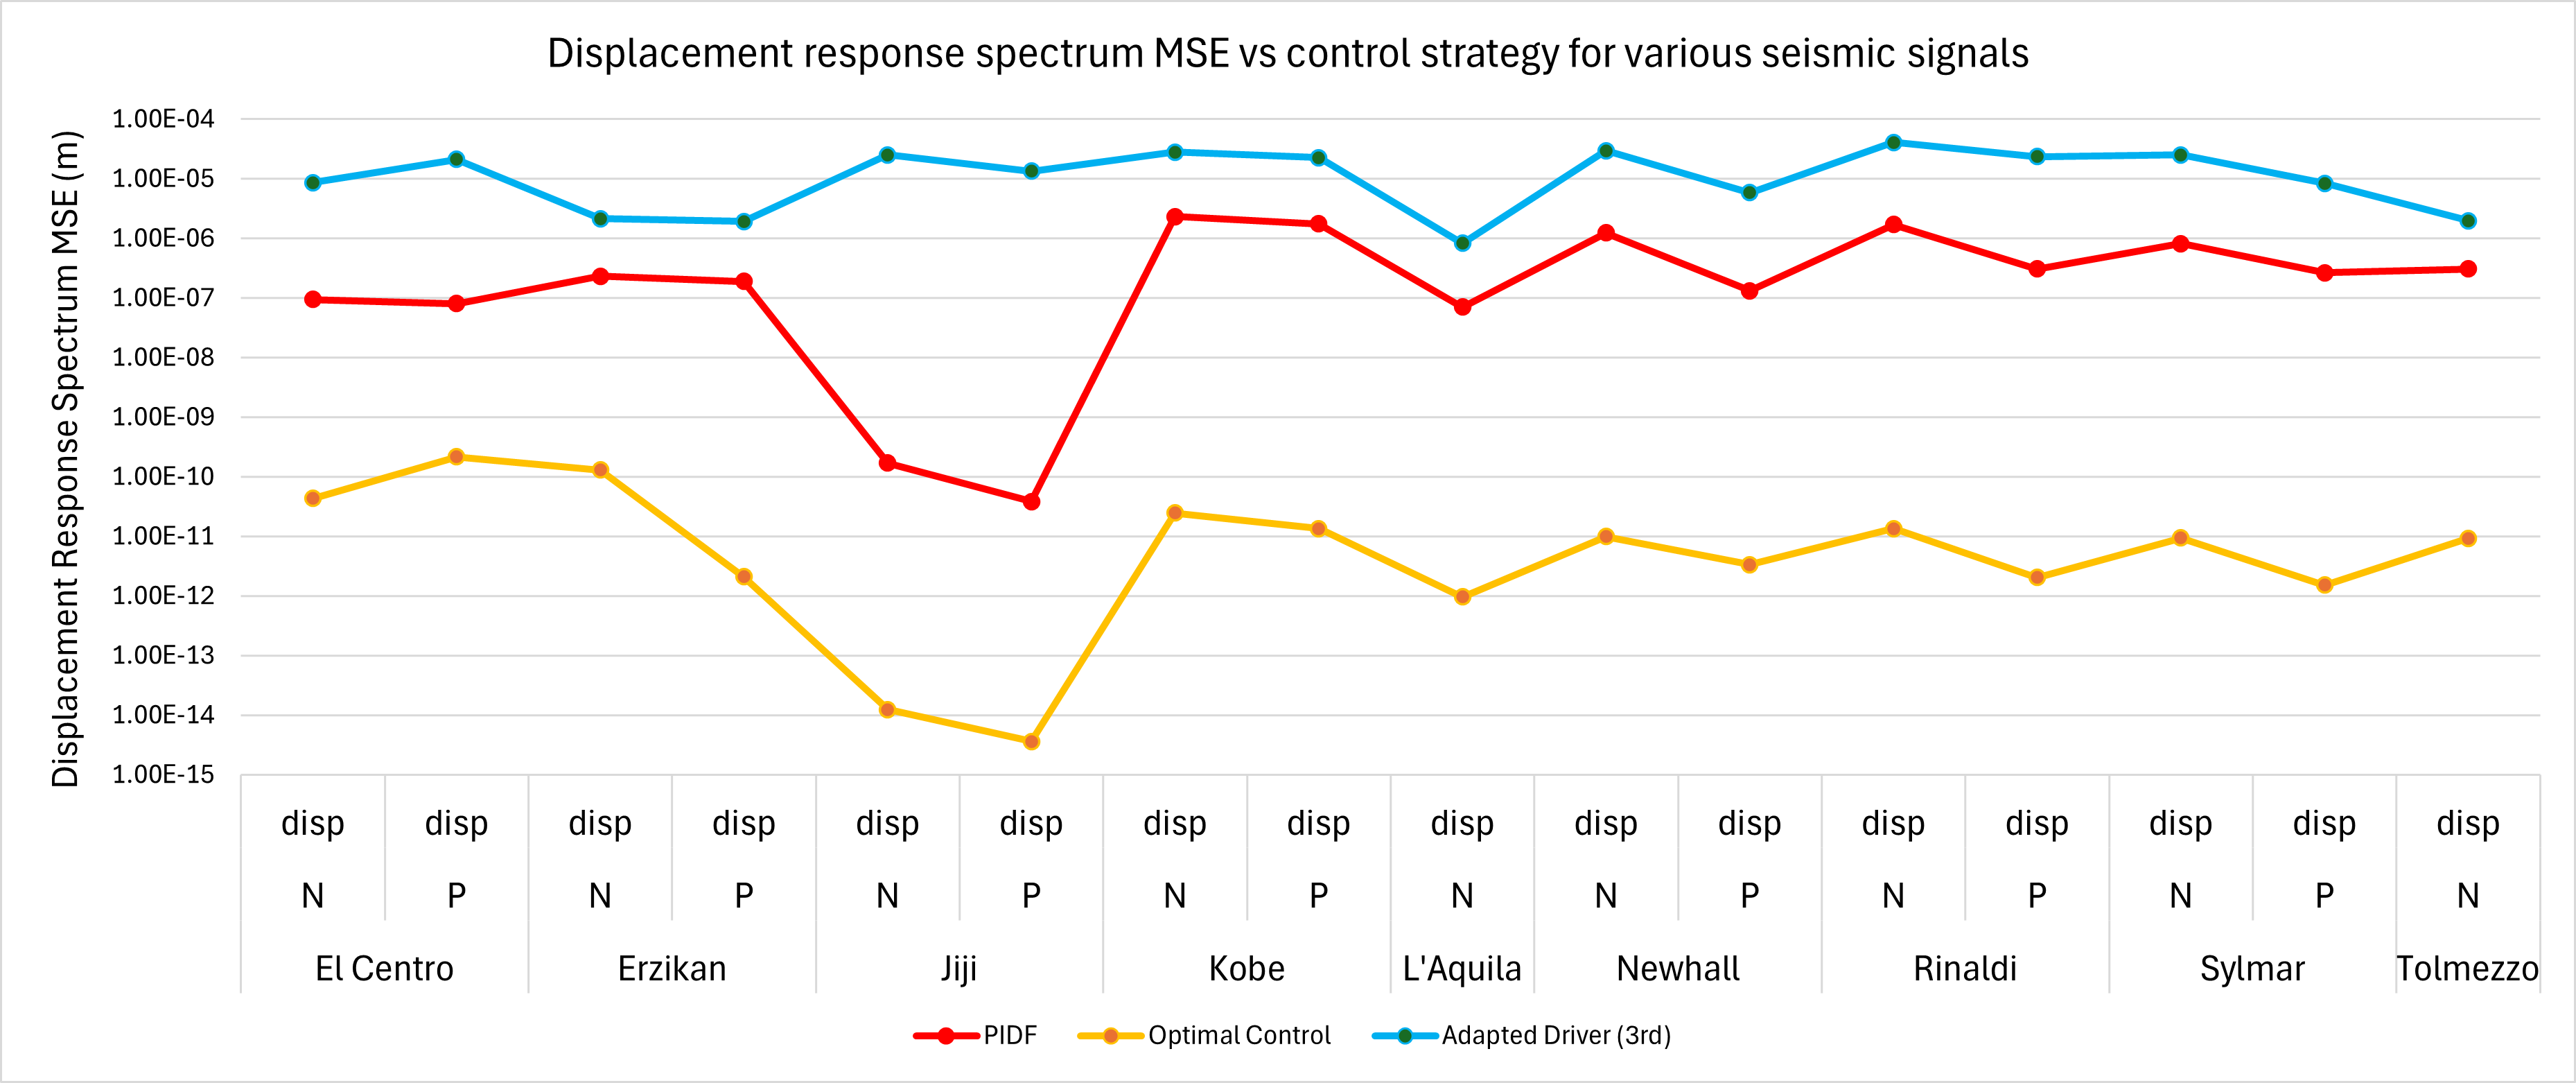 Displacement response spectrum MSE vs control strategy for various seismic signals
Displacement Response Spectrum MSE (m)
1.00E-04
1.00E-05
1.00E-06
1.00E-07
1.00E-08
1.00E-09
1.00E-10
1.00E-11
1.00E-12
1.00E-13
1.00E-14
1.00E-15
disp disp disp disp disp disp disp disp disp disp disp disp disp disp disp disp
N P N P N P N P N N P N P N P N
El Centro Erzikan Jiji Kobe L'Aquila Newhall Rinaldi Sylmar Tolmezzo
PIDF Optimal Control Adapted Driver (3rd)